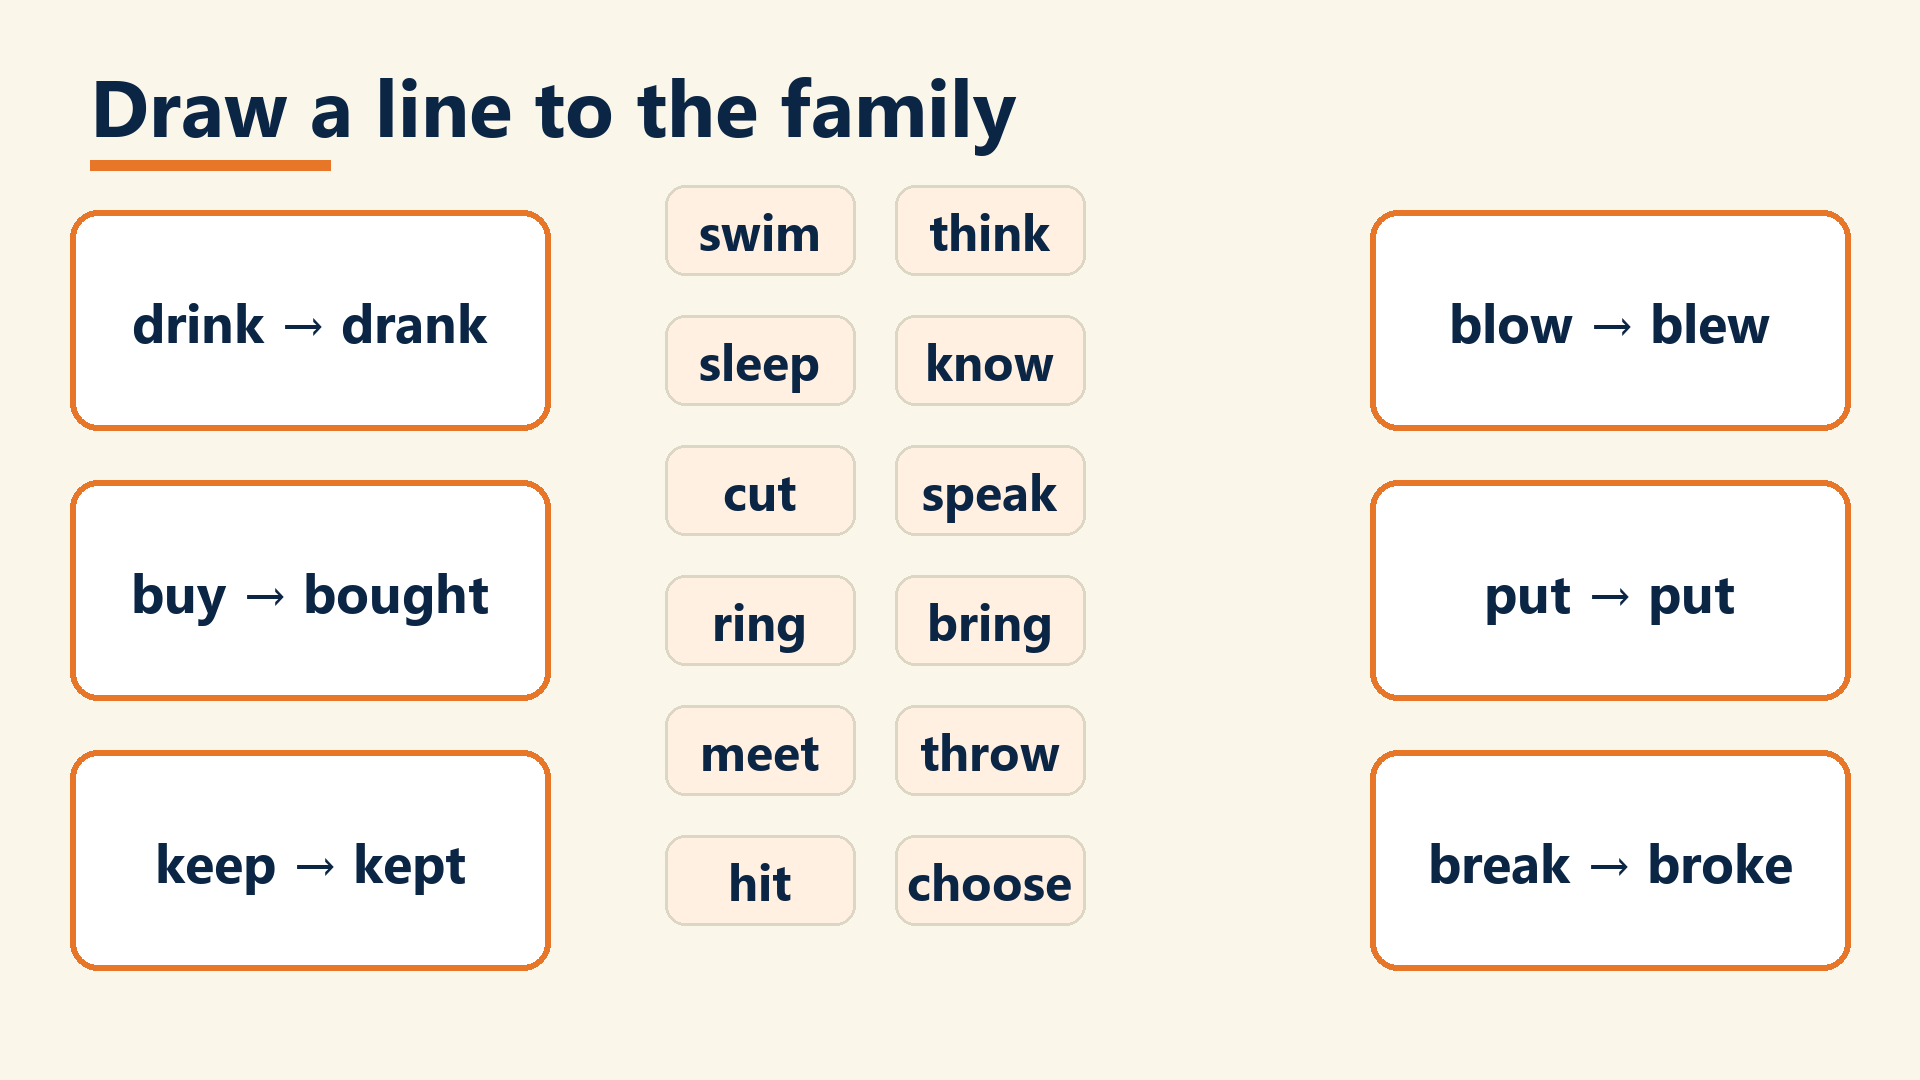 Draw a line to the family
drink → drank
buy → bought
keep → kept
swim
think
sleep
know
cut
speak
ring
bring
meet
throw
hit
choose
blow → blew
put → put
break → broke